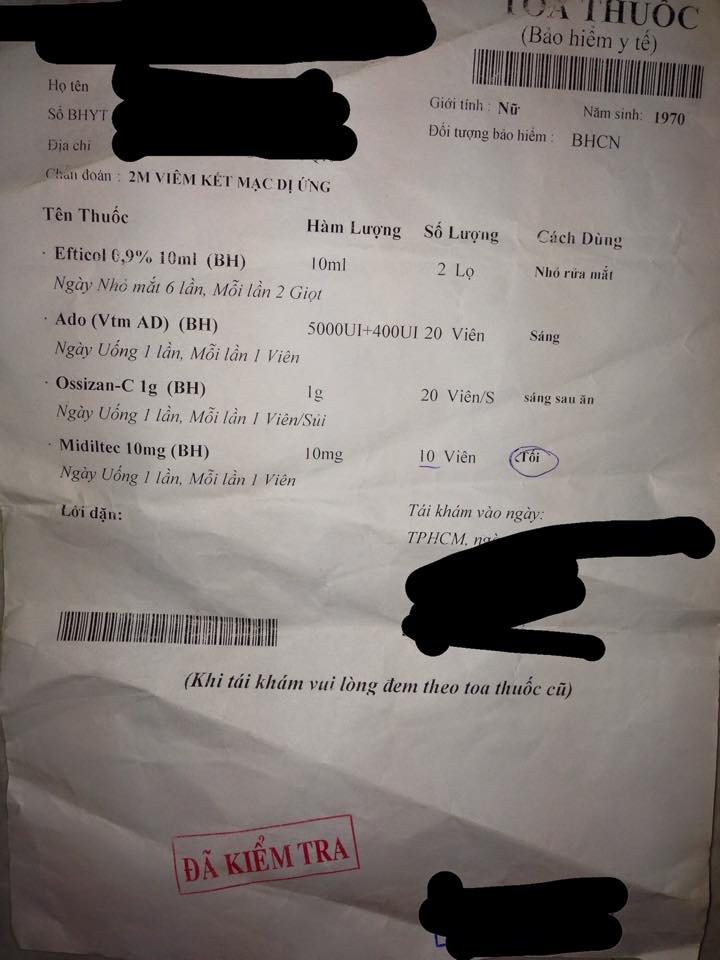 TOA THUỐC
(Bảo hiểm y tế)
Họ tên
Số BHYT
Giới tính : Nữ Năm sinh: 1970
Địa chỉ
Đối tượng bảo hiểm : BHCN
Chẩn đoán : 2M VIÊM KẾT MẠC DỊ ỨNG
Tên Thuốc Hàm Lượng Số Lượng Cách Dùng
· Efticol 0,9% 10ml (BH) 10ml 2 Lọ Nhỏ rửa mắt
Ngày Nhỏ mắt 6 lần, Mỗi lần 2 Giọt
· Ado (Vtm AD) (BH) 5000UI+400UI 20 Viên Sáng
Ngày Uống 1 lần, Mỗi lần 1 Viên
· Ossizan-C 1g (BH) 1g 20 Viên/S sáng sau ăn
Ngày Uống 1 lần, Mỗi lần 1 Viên/Sủi
· Midiltec 10mg (BH) 10mg 10 Viên Tối
Ngày Uống 1 lần, Mỗi lần 1 Viên
Lời dặn: Tái khám vào ngày:
TPHCM, ngày
(Khi tái khám vui lòng đem theo toa thuốc cũ)
ĐÃ KIỂM TRA